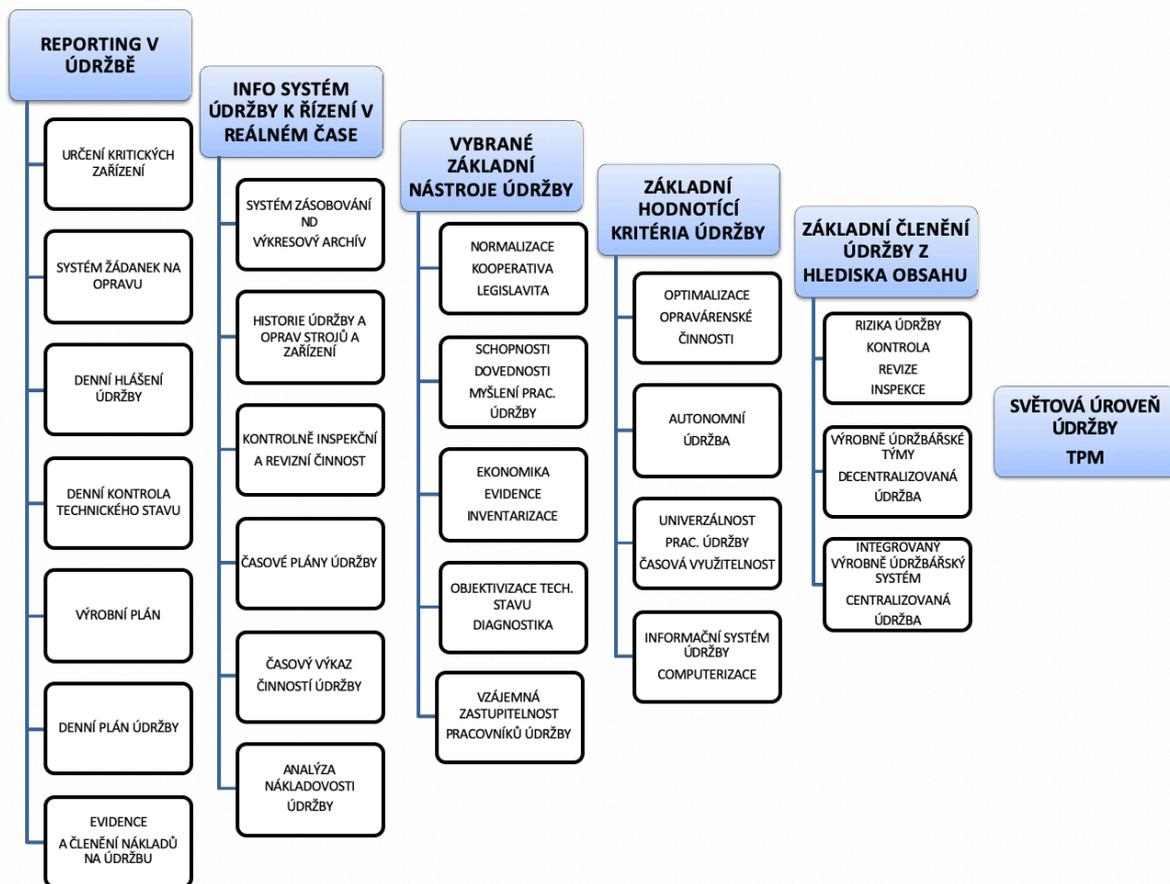 REPORTING V
ÚDRŽBĚ
URČENÍ KRITICKÝCH
ZAŘÍZENÍ
SYSTÉM ŽÁDANEK NA
OPRAVU
DENNÍ HLÁŠENÍ
ÚDRŽBY
DENNÍ KONTROLA
TECHNICKÉHO STAVU
VÝROBNÍ PLÁN
DENNÍ PLÁN ÚDRŽBY
EVIDENCE
A ČLENĚNÍ NÁKLADŮ
NA ÚDRŽBU
INFO SYSTÉM
ÚDRŽBY K ŘÍZENÍ V
REÁLNÉM ČASE
SYSTÉM ZÁSOBOVÁNÍ
ND
VÝKRESOVÝ ARCHÍV
HISTORIE ÚDRŽBY A
OPRAV STROJŮ A
ZAŘÍZENÍ
KONTROLNĚ INSPEKČNÍ
A REVIZNÍ ČINNOST
ČASOVÉ PLÁNY ÚDRŽBY
ČASOVÝ VÝKAZ
ČINNOSTÍ ÚDRŽBY
ANALÝZA
NÁKLADOVOSTI
ÚDRŽBY
VYBRANÉ
ZÁKLADNÍ
NÁSTROJE ÚDRŽBY
NORMALIZACE
KOOPERATIVA
LEGISLAVITA
SCHOPNOSTI
DOVEDNOSTI
MYŠLENÍ PRAC.
ÚDRŽBY
EKONOMIKA
EVIDENCE
INVENTARIZACE
OBJEKTIVIZACE TECH.
STAVU
DIAGNOSTIKA
VZÁJEMNÁ
ZASTUPITELNOST
PRACOVNÍKŮ ÚDRŽBY
ZÁKLADNÍ
HODNOTÍCÍ
KRITÉRIA ÚDRŽBY
OPTIMALIZACE
OPRAVÁRENSKÉ
ČINNOSTI
AUTONOMNÍ
ÚDRŽBA
UNIVERZÁLNOST
PRAC. ÚDRŽBY
ČASOVÁ VYUŽITELNOST
INFORMAČNÍ SYSTÉM
ÚDRŽBY
COMPUTERIZACE
ZÁKLADNÍ ČLENĚNÍ
ÚDRŽBY Z
HLEDISKA OBSAHU
RIZIKA ÚDRŽBY
KONTROLA
REVIZE
INSPEKCE
VÝROBNĚ ÚDRŽBÁŘSKÉ
TÝMY
DECENTRALIZOVANÁ
ÚDRŽBA
INTEGROVANÝ
VÝROBNĚ ÚDRŽBÁŘSKÝ
SYSTÉM
CENTRALIZOVANÁ
ÚDRŽBA
SVĚTOVÁ ÚROVEŇ
ÚDRŽBY
TPM